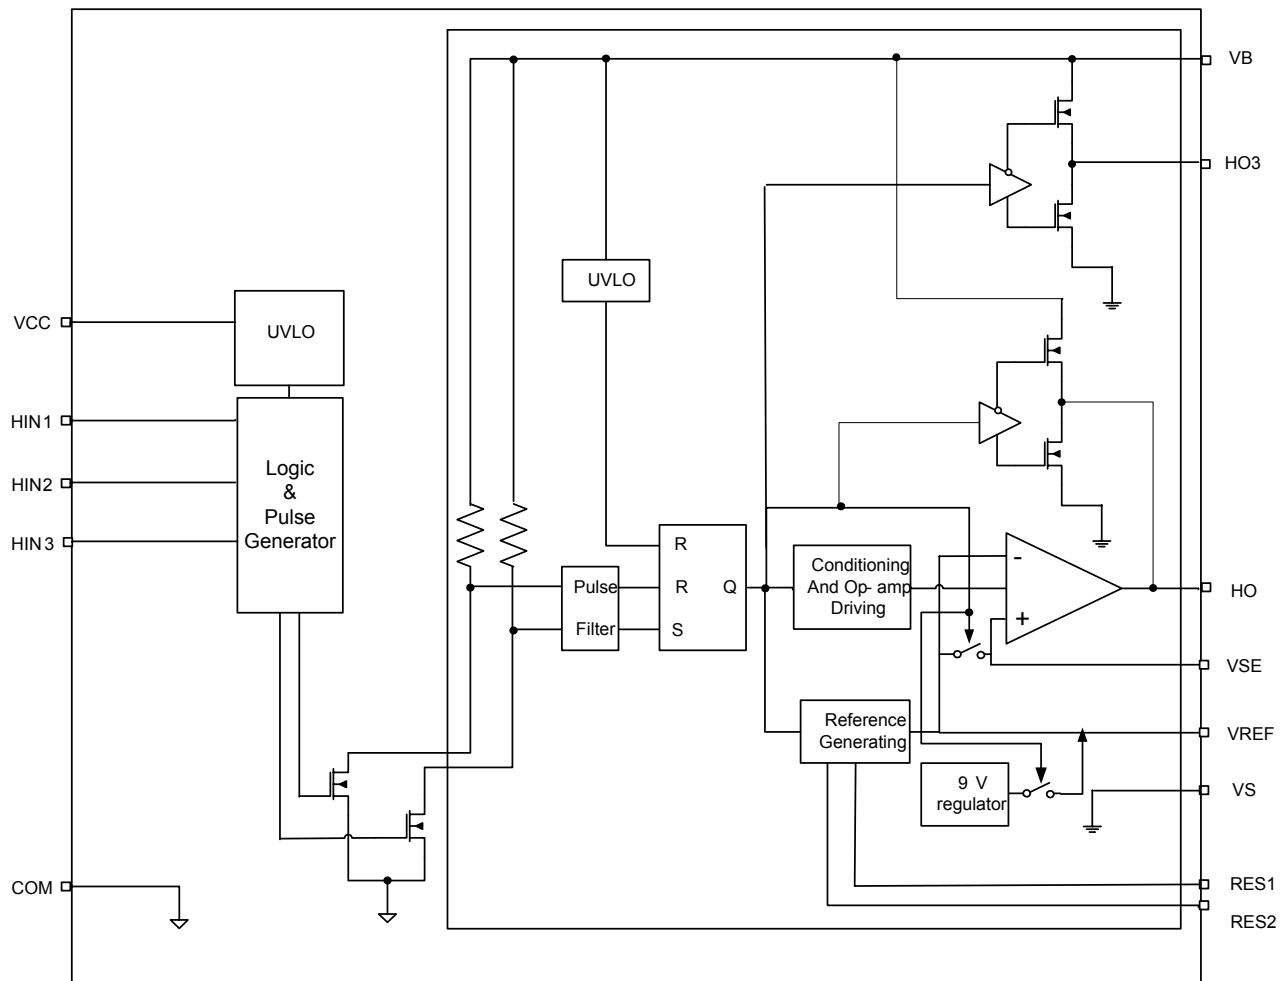 VB
HO3
UVLO
VCC
UVLO
HIN1
HIN2
HIN3
Logic
&
Pulse
Generator
R
R
Q
S
Pulse
Filter
Conditioning
And Op- amp
Driving
-
+
HO
VSE
Reference
Generating
VREF
9 V
regulator
VS
COM
RES1
RES2